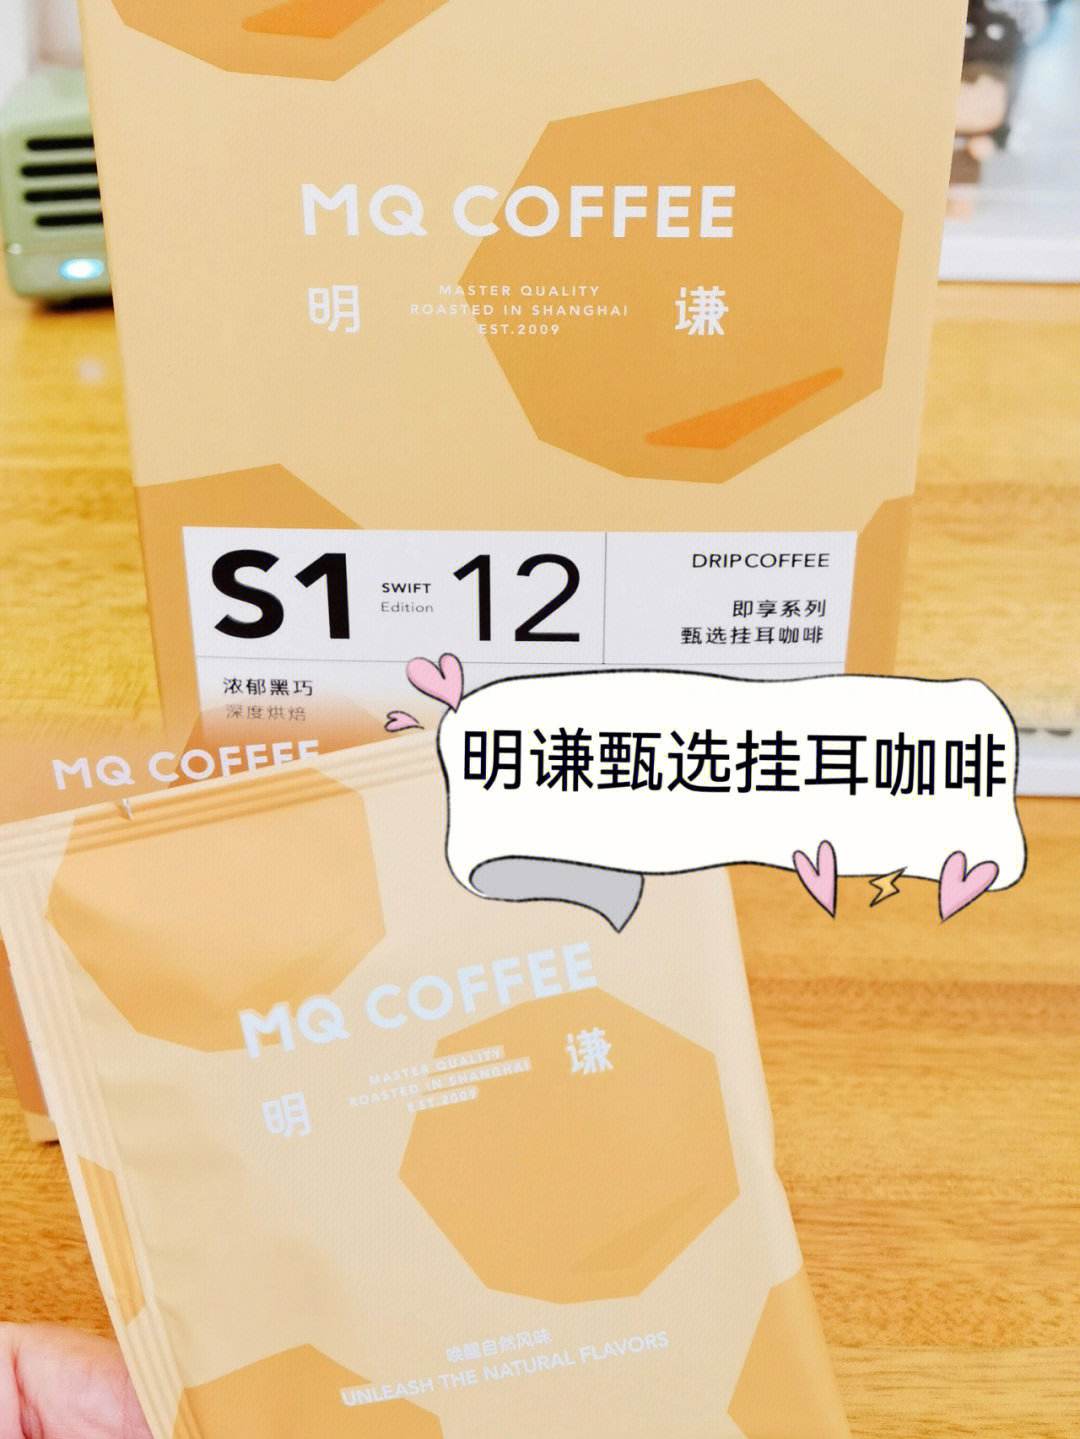 MQ COFFEE
明 谦
MASTER QUALITY
ROASTED IN SHANGHAI
EST.2009
S1 SWIFT Edition 12
DRIPCOFFEE
即享系列
甄选挂耳咖啡
浓郁黑巧
深度烘焙
明谦甄选挂耳咖啡
MQ COFFEE
MQ COFFEE
明 谦
MASTER QUALITY
ROASTED IN SHANGHAI
EST.2009
唤醒自然风味
UNLEASH THE NATURAL FLAVORS